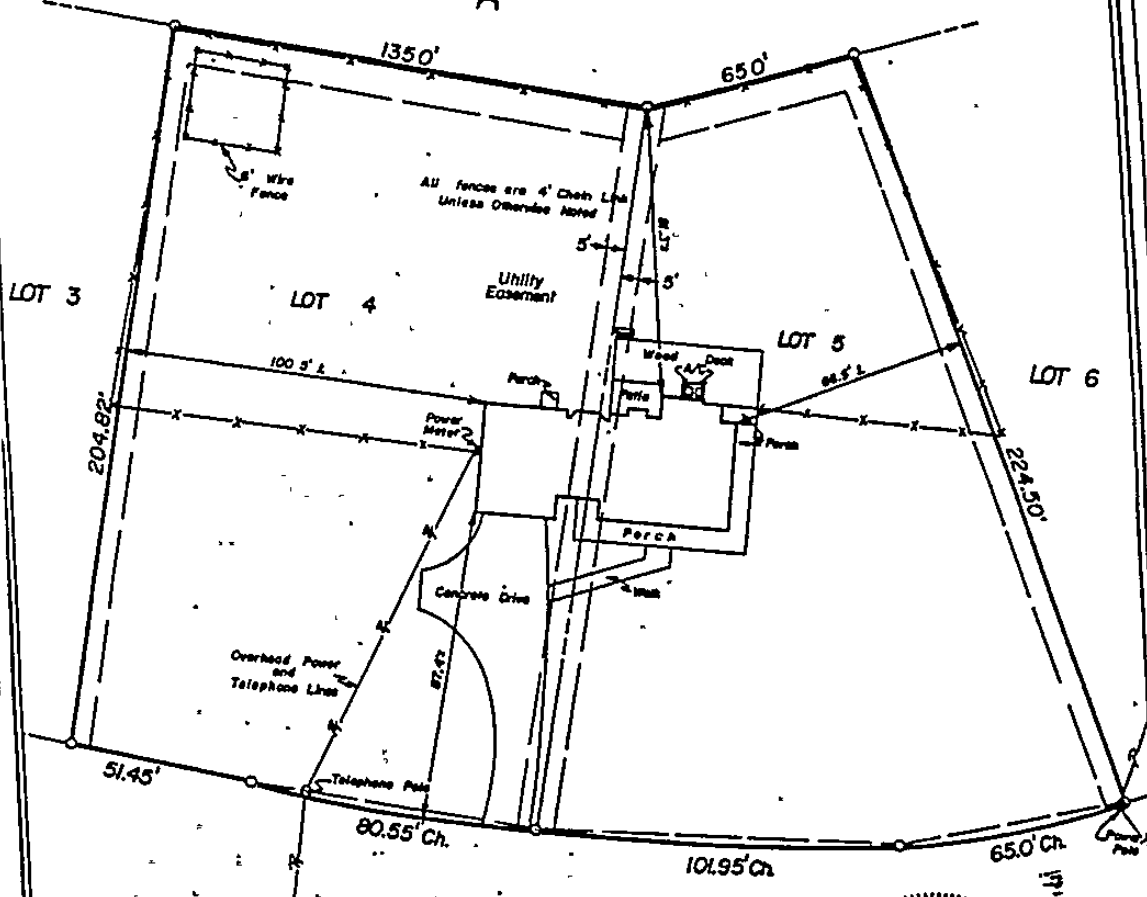 135.0'
65.0'
6' Wire
Fence
All fences are 4' Chain Link
Unless Otherwise Noted
5'
5'
Utility
Easement
LOT 3
LOT 4
LOT 5
LOT 6
100.5' ±
64.5' ±
Wood Deck
A/C
Porch
Patio
Power
Meter
Porch
204.82'
224.50'
Porch
Walk
Concrete Drive
Overhead Power
and
Telephone Lines
Telephone Pole
51.45'
80.55' Ch.
101.95' Ch
65.0' Ch.
Power
Pole